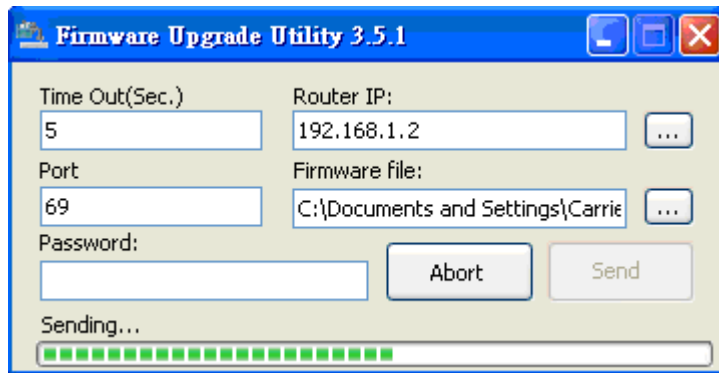 Firmware Upgrade Utility 3.5.1
Time Out(Sec.) Router IP:
5 192.168.1.2 ...
Port Firmware file:
69 C:\Documents and Settings\Carrie ...
Password:
Abort Send
Sending...